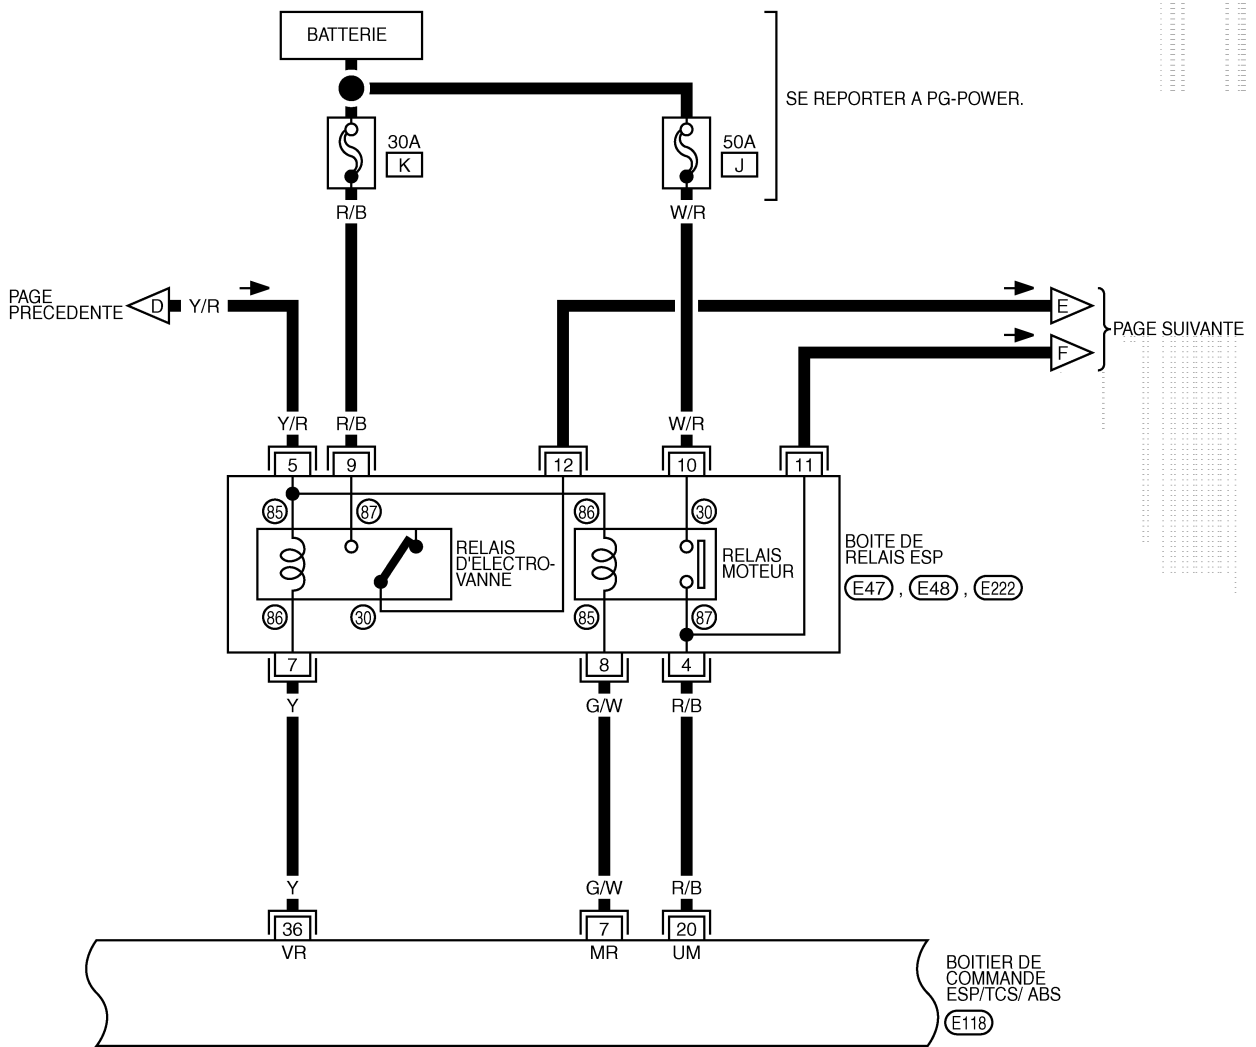 BATTERIE
SE REPORTER A PG-POWER.
30A
K
50A
J
R/B
W/R
PAGE
PRECEDENTE
D
Y/R
E
F
PAGE SUIVANTE
Y/R
R/B
W/R
5
9
12
10
11
85
87
86
30
RELAIS
D'ELECTRO-
VANNE
RELAIS
MOTEUR
BOITE DE
RELAIS ESP
E47 , E48 , E222
86
30
85
87
7
8
4
Y
G/W
R/B
Y
G/W
R/B
36
7
20
VR
MR
UM
BOITIER DE
COMMANDE
ESP/TCS/ ABS
E118